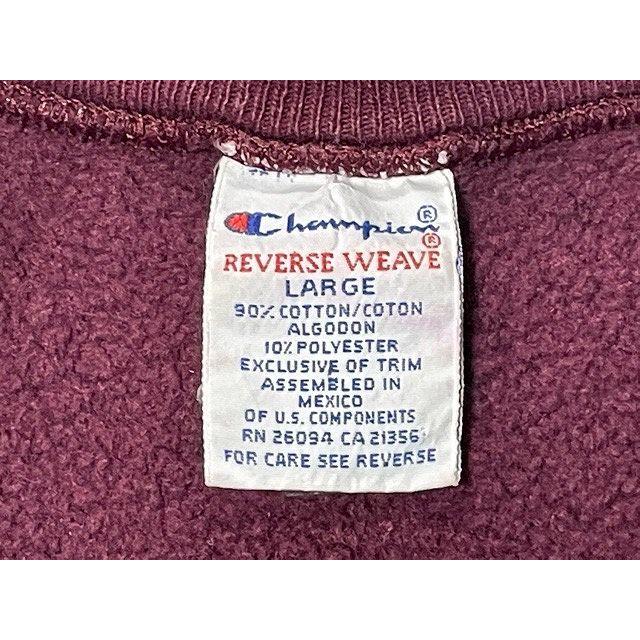 Champion®
REVERSE WEAVE®
LARGE
90% COTTON/COTON
ALGODON
10% POLYESTER
EXCLUSIVE OF TRIM
ASSEMBLED IN
MEXICO
OF U.S. COMPONENTS
RN 26094 CA 21356
FOR CARE SEE REVERSE